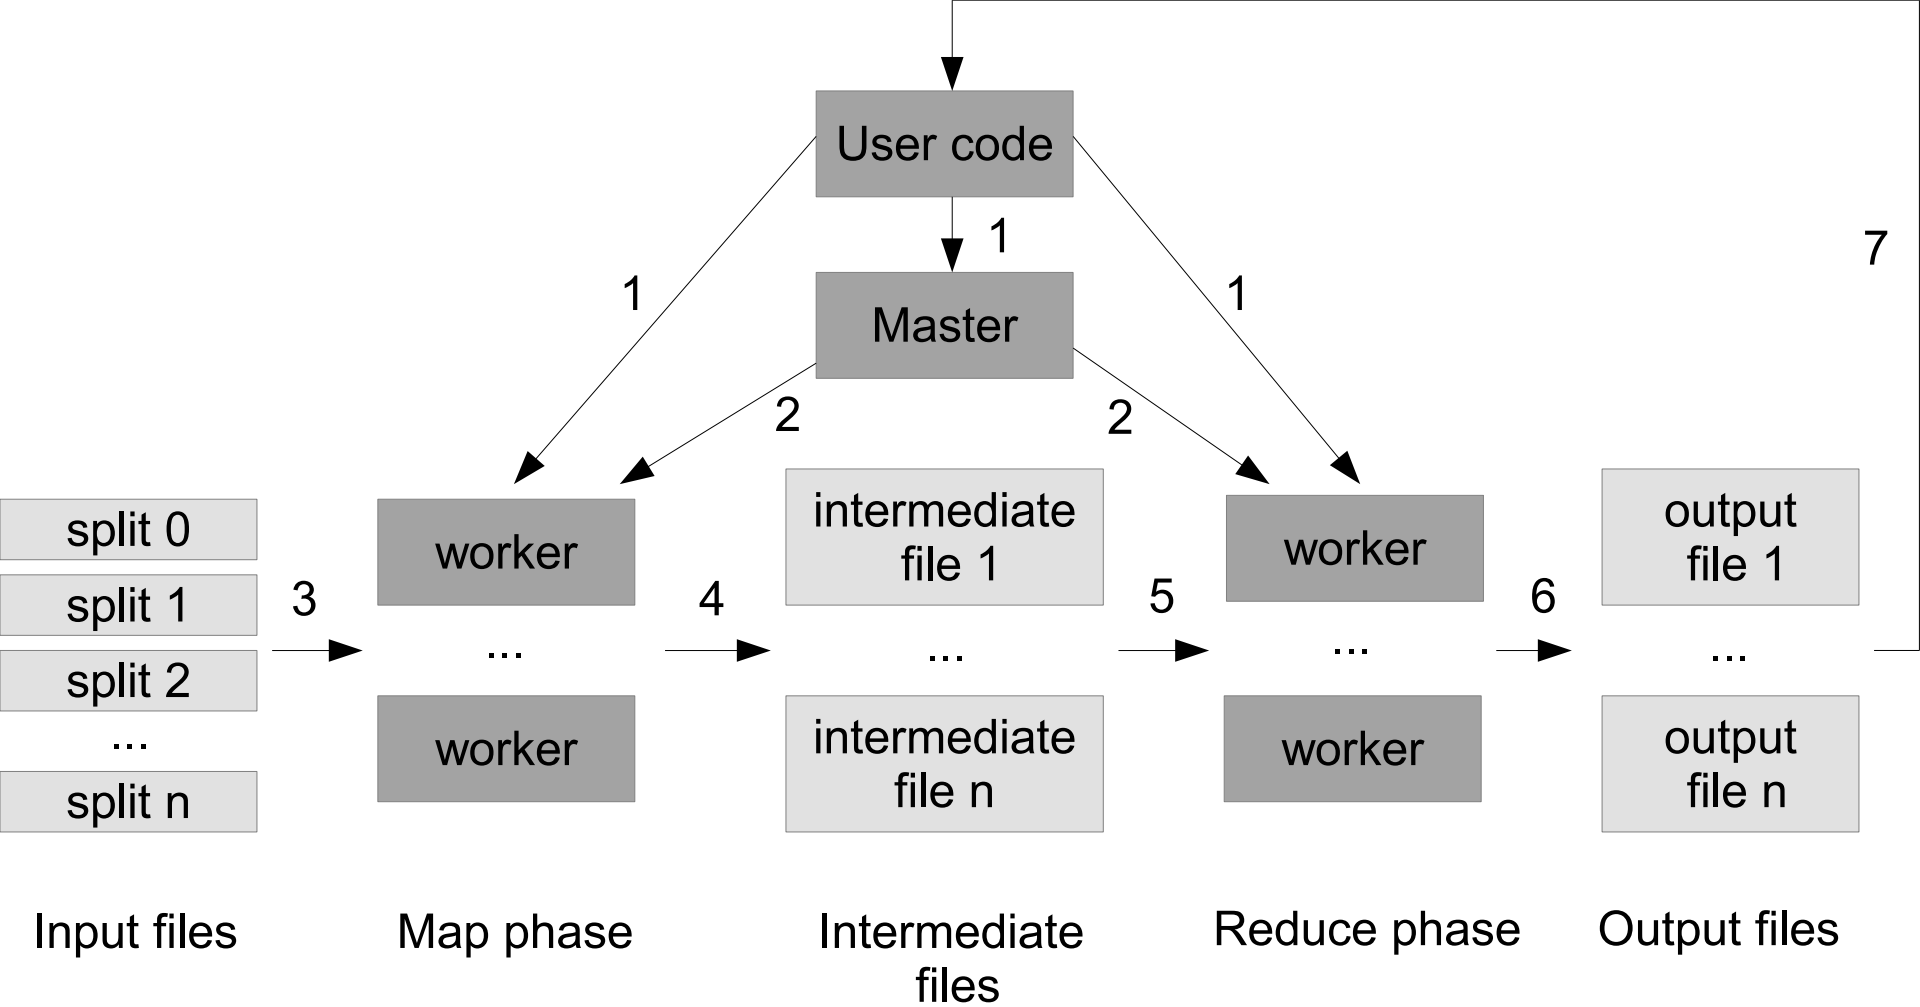 User code
1
7
1
1
Master
2
2
split 0
split 1
split 2
...
split n
3
worker
...
worker
4
intermediate
file 1
...
intermediate
file n
5
worker
...
worker
6
output
file 1
...
output
file n
Input files
Map phase
Intermediate
files
Reduce phase
Output files